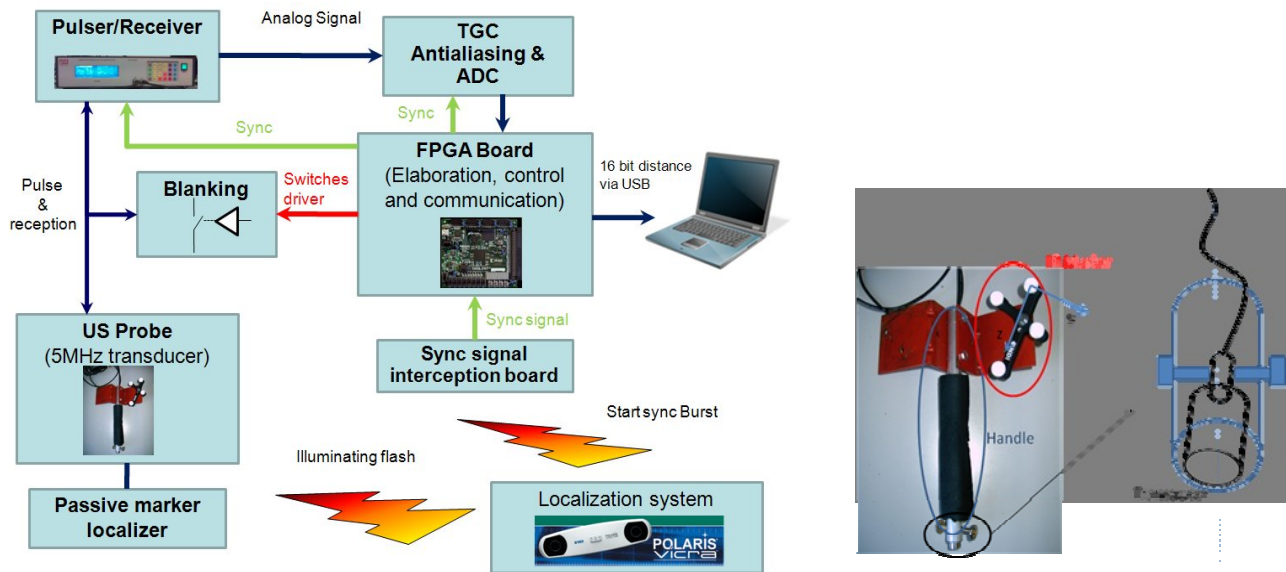 Pulser/Receiver
Analog Signal
TGC
Antialiasing &
ADC
Sync
Sync
FPGA Board
(Elaboration, control
and communication)
16 bit distance
via USB
Pulse
&
reception
Blanking
Switches
driver
US Probe
(5MHz transducer)
Sync signal
Sync signal
interception board
Start sync Burst
Illuminating flash
Passive marker
localizer
Localization system
POLARIS
vicra
Z
Handle